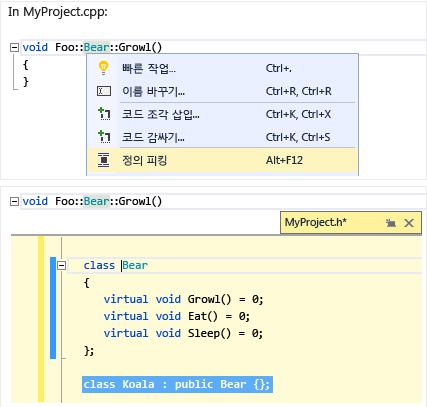 In MyProject.cpp:
void Foo::Bear::Growl()
{
}
빠른 작업... Ctrl+.
이름 바꾸기... Ctrl+R, Ctrl+R
코드 조각 삽입... Ctrl+K, Ctrl+X
코드 감싸기... Ctrl+K, Ctrl+S
정의 피킹 Alt+F12
void Foo::Bear::Growl()
MyProject.h*
class Bear
{
virtual void Growl() = 0;
virtual void Eat() = 0;
virtual void Sleep() = 0;
};
class Koala : public Bear {};